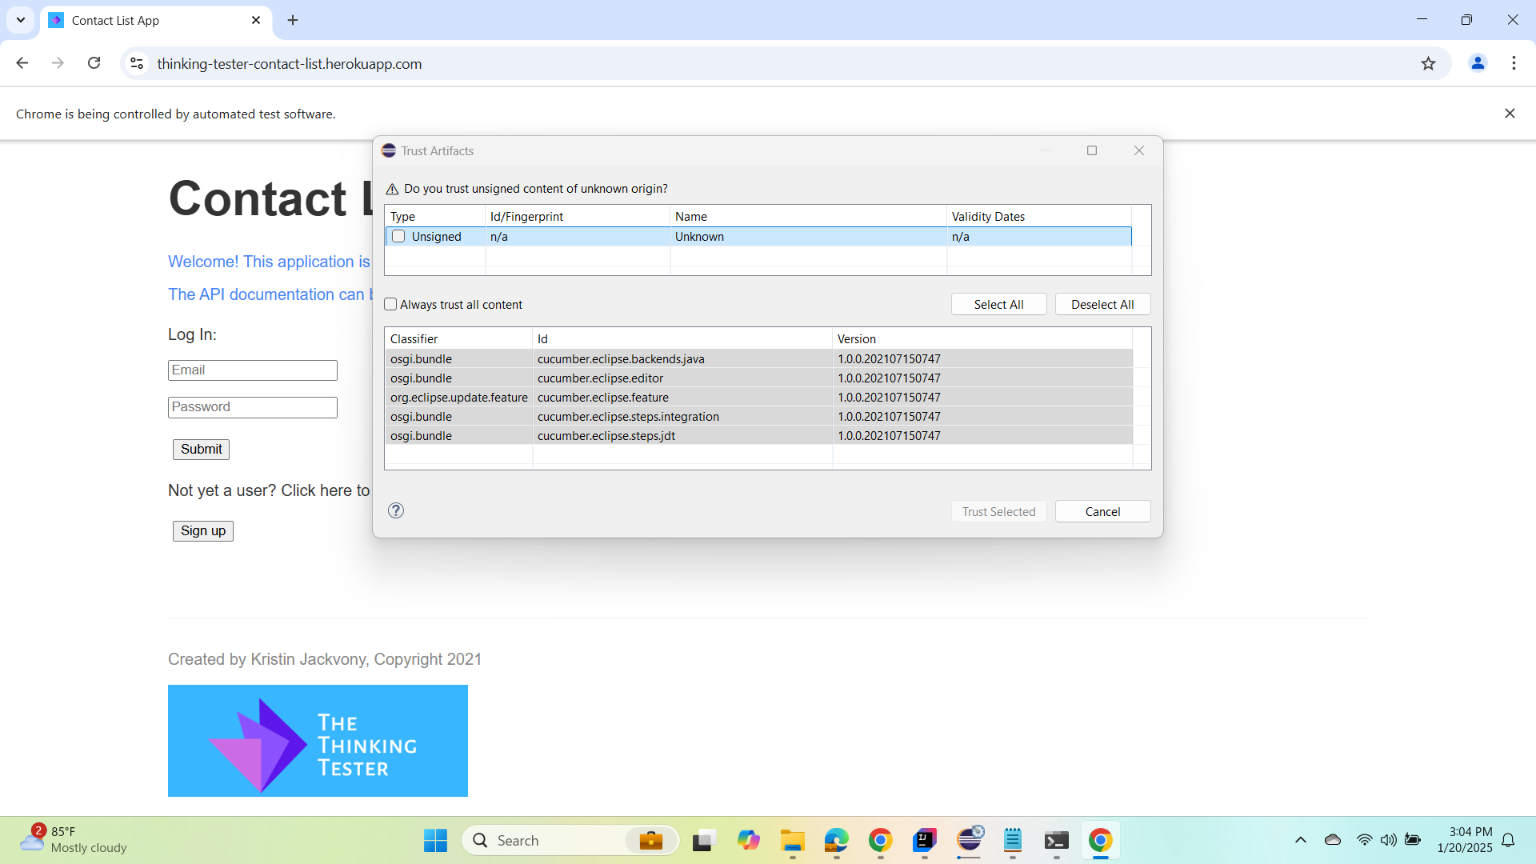 Contact List App
thinking-tester-contact-list.herokuapp.com
Chrome is being controlled by automated test software.
Trust Artifacts
Do you trust unsigned content of unknown origin?
Type Id/Fingerprint Name Validity Dates
Unsigned n/a Unknown n/a
Always trust all content
Select All
Deselect All
Classifier Id Version
osgi.bundle cucumber.eclipse.backends.java 1.0.0.202107150747
osgi.bundle cucumber.eclipse.editor 1.0.0.202107150747
org.eclipse.update.feature cucumber.eclipse.feature 1.0.0.202107150747
osgi.bundle cucumber.eclipse.steps.integration 1.0.0.202107150747
osgi.bundle cucumber.eclipse.steps.jdt 1.0.0.202107150747
Trust Selected
Cancel
Contact
Welcome! This application is
The API documentation can
Log In:
Email
Password
Submit
Not yet a user? Click here to
Sign up
Created by Kristin Jackvony, Copyright 2021
THE
THINKING
TESTER
2
85°F
Mostly cloudy
Search
3:04 PM
1/20/2025